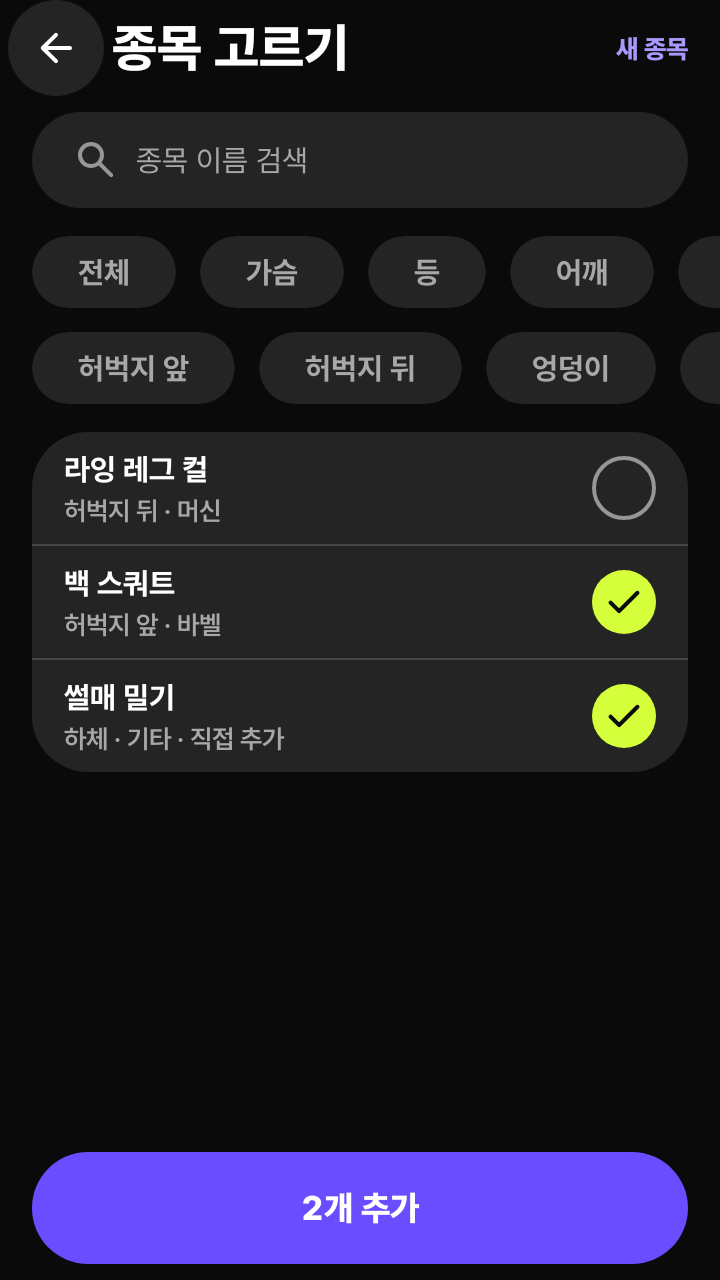 종목 고르기
새 종목
종목 이름 검색
전체 가슴 등 어깨
허벅지 앞 허벅지 뒤 엉덩이
라잉 레그 컬
허벅지 뒤 · 머신
백 스쿼트
허벅지 앞 · 바벨
썰매 밀기
하체 · 기타 · 직접 추가
2개 추가